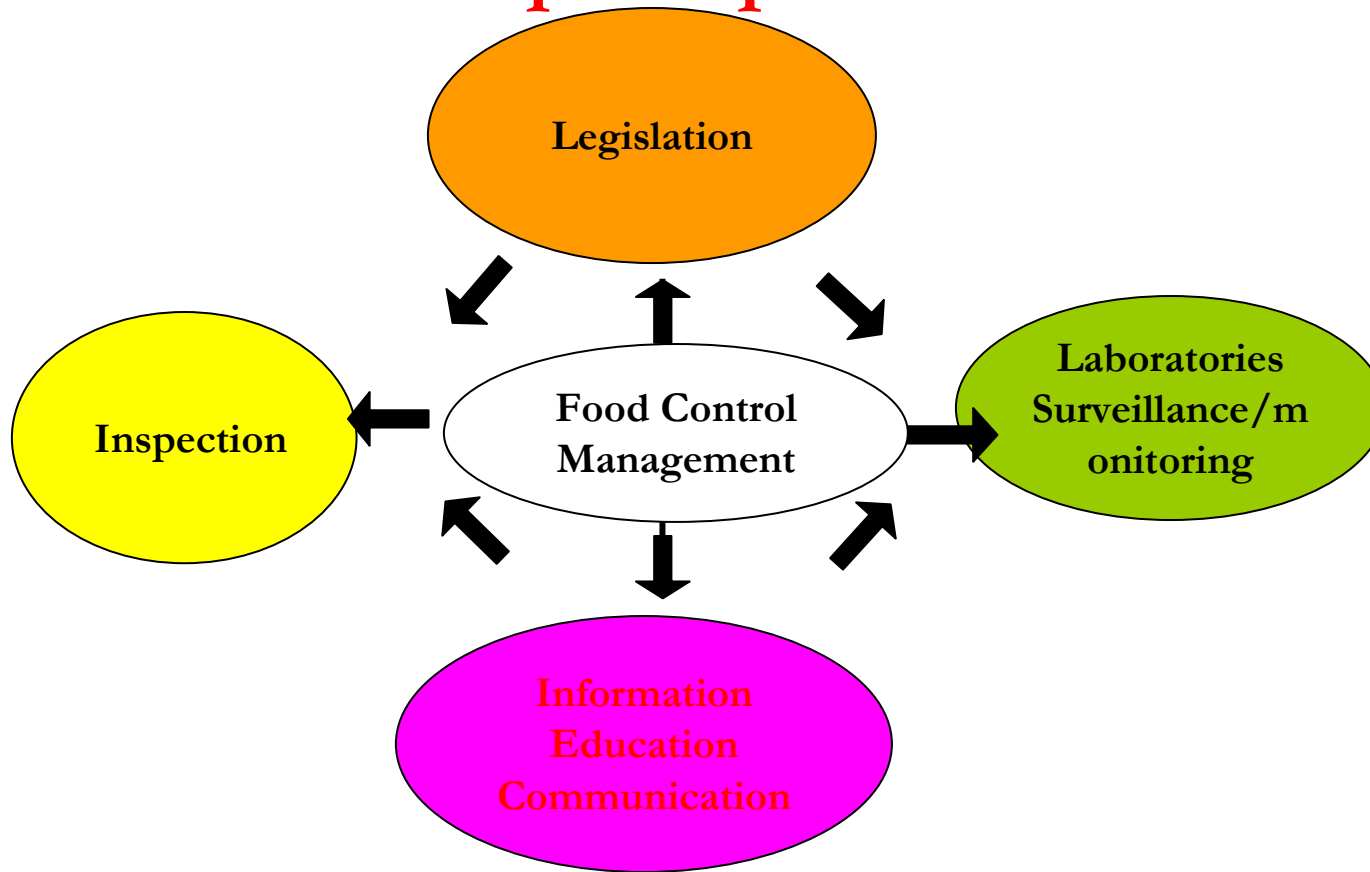 Legislation
Inspection
Food Control
Management
Laboratories
Surveillance/m
onitoring
Information
Education
Communication